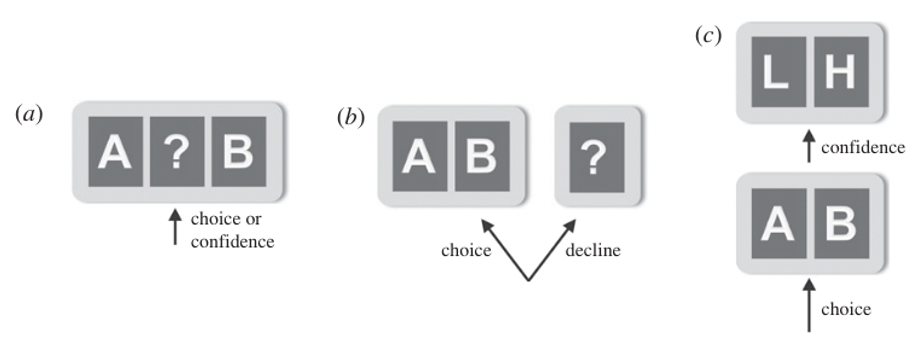 (a)
A ? B
choice or
confidence
(b)
A B ?
choice decline
(c)
L H
confidence
A B
choice